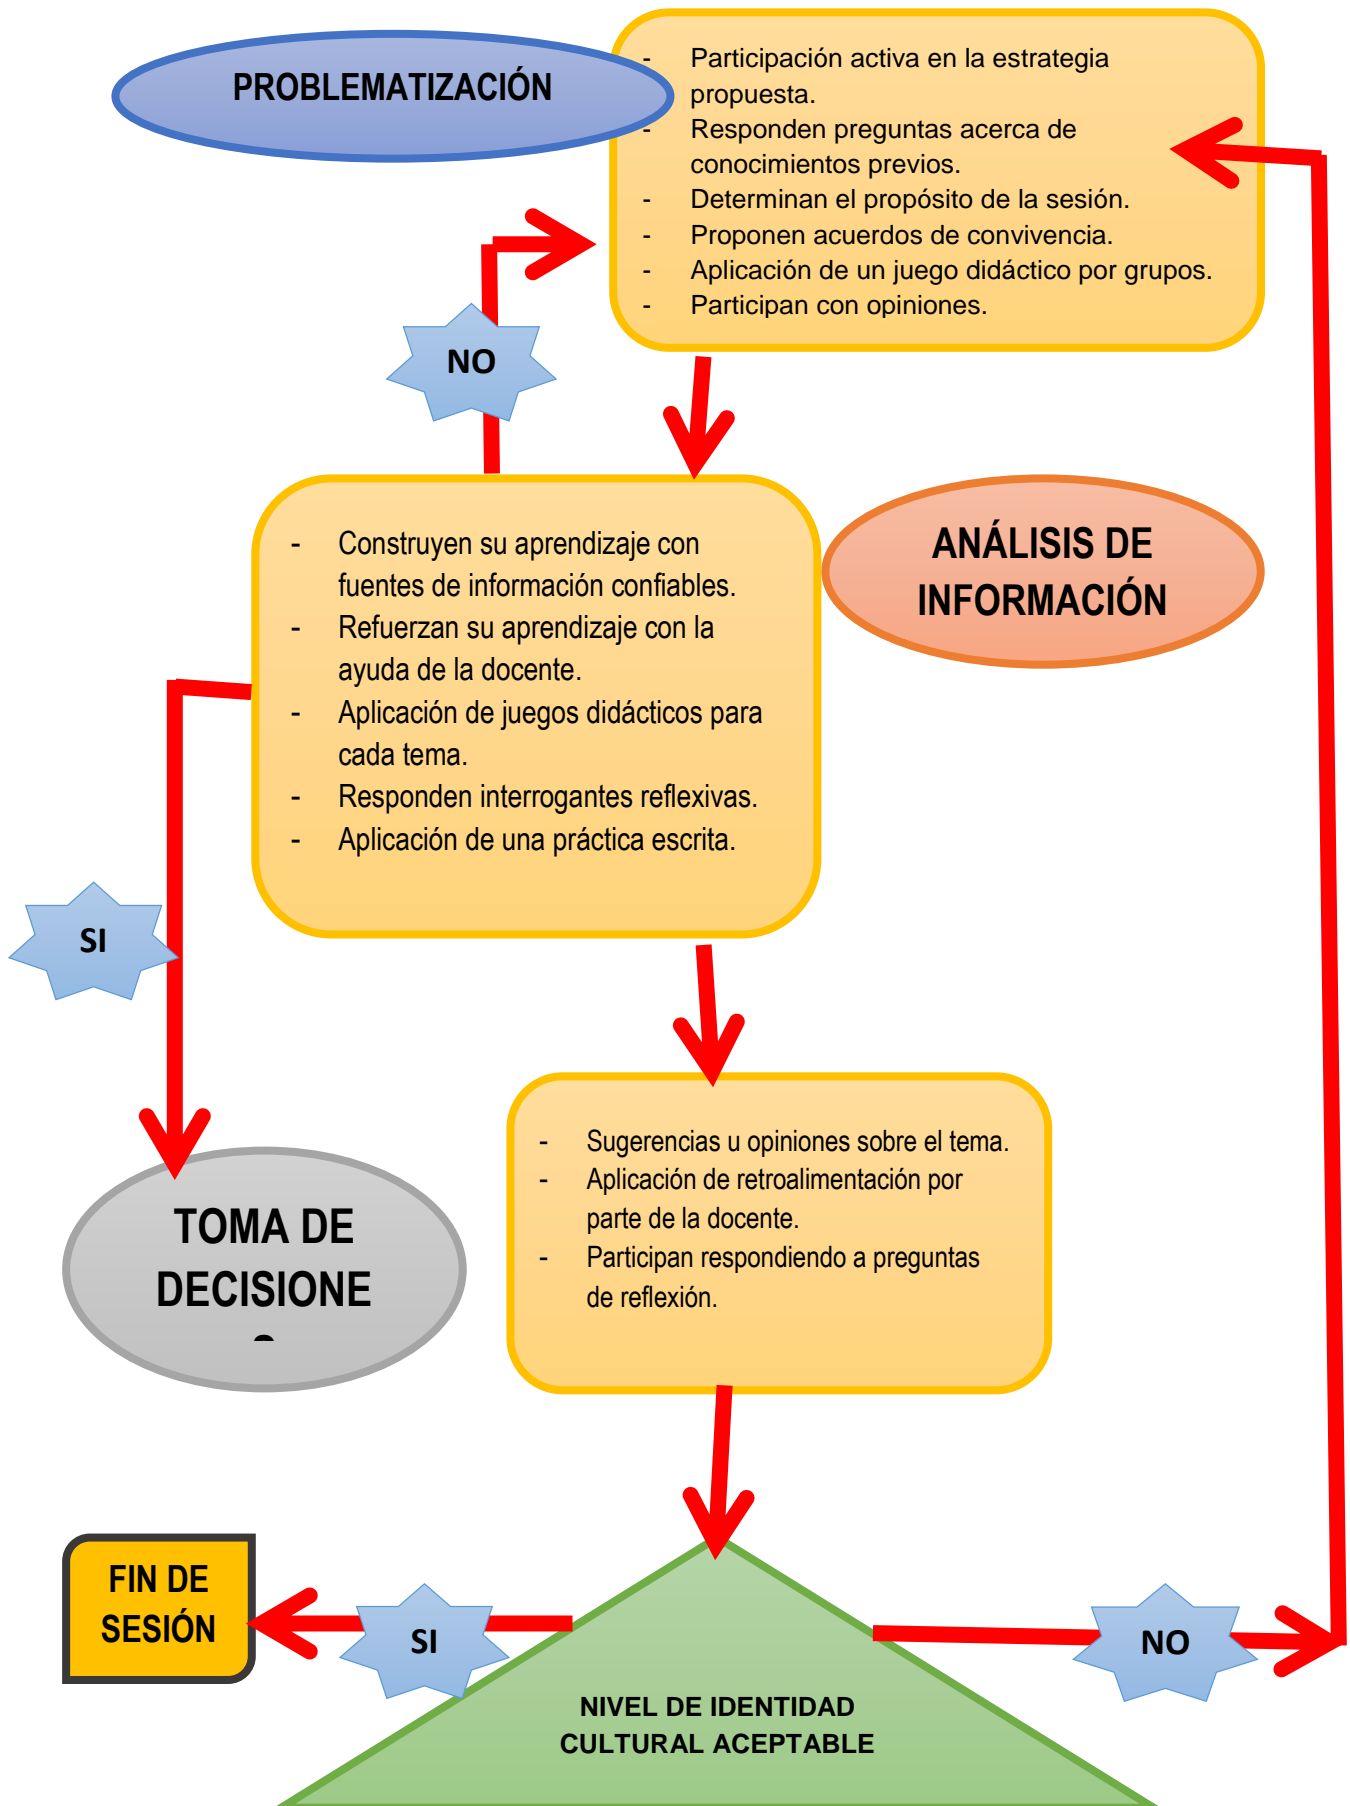 PROBLEMATIZACIÓN
- Participación activa en la estrategia
propuesta.
- Responden preguntas acerca de
conocimientos previos.
- Determinan el propósito de la sesión.
- Proponen acuerdos de convivencia.
- Aplicación de un juego didáctico por grupos.
- Participan con opiniones.
NO
- Construyen su aprendizaje con
fuentes de información confiables.
- Refuerzan su aprendizaje con la
ayuda de la docente.
- Aplicación de juegos didácticos para
cada tema.
- Responden interrogantes reflexivas.
- Aplicación de una práctica escrita.
ANÁLISIS DE
INFORMACIÓN
SI
- Sugerencias u opiniones sobre el tema.
- Aplicación de retroalimentación por
parte de la docente.
- Participan respondiendo a preguntas
de reflexión.
TOMA DE
DECISIONE
FIN DE
SESIÓN
SI
NO
NIVEL DE IDENTIDAD
CULTURAL ACEPTABLE